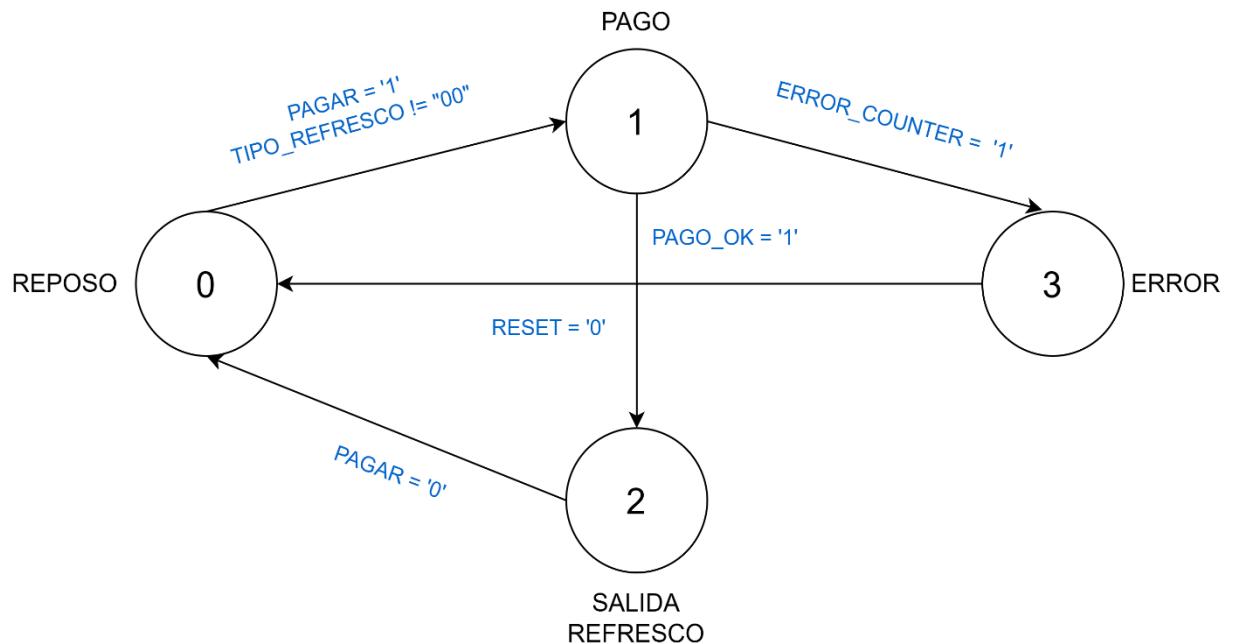 PAGO
1
PAGAR = '1'
TIPO_REFRESCO != "00"
ERROR_COUNTER = '1'
PAGO_OK = '1'
REPOSO
0
3
ERROR
RESET = '0'
PAGAR = '0'
2
SALIDA
REFRESCO